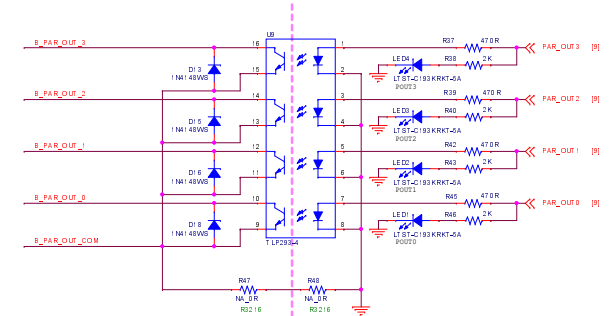 U9
B_PAR_OUT_3 16 1 R37 470R PAR_OUT3 [9]
D13 LED4 R38 2K
1N4148WS 15 2 LTST-C193KRKT-5A
POUT3
B_PAR_OUT_2 14 3 R39 470R PAR_OUT2 [9]
D15 LED3 R40 2K
1N4148WS 13 4 LTST-C193KRKT-5A
POUT2
B_PAR_OUT_1 12 5 R42 470R PAR_OUT1 [9]
D16 LED2 R43 2K
1N4148WS 11 6 LTST-C193KRKT-5A
POUT1
B_PAR_OUT_0 10 7 R45 470R PAR_OUT0 [9]
D18 LED1 R46 2K
1N4148WS 9 8 LTST-C193KRKT-5A
B_PAR_OUT_COM TLP293-4 POUT0
R47 R48
NA_0R NA_0R
R3216 R3216